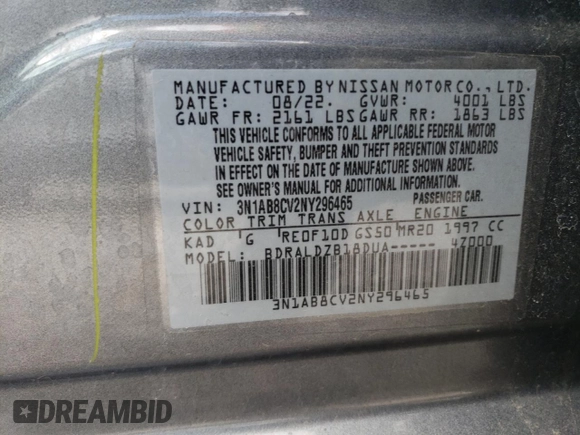 MANUFACTURED BY NISSAN MOTOR CO., LTD.
DATE: 08/22. GVWR: 4001 LBS
GAWR FR: 2161 LBS GAWR RR: 1863 LBS
THIS VEHICLE CONFORMS TO ALL APPLICABLE FEDERAL MOTOR
VEHICLE SAFETY, BUMPER AND THEFT PREVENTION STANDARDS
IN EFFECT ON THE DATE OF MANUFACTURE SHOWN ABOVE.
SEE OWNER'S MANUAL FOR ADDITIONAL INFORMATION.
VIN: 3N1AB8CV2NY296465 PASSENGER CAR.
COLOR TRIM TRANS AXLE ENGINE
KAD 'G 'RE0F10D GS50 MR20 1997 CC
MODEL: BDRALDZB18DUA----- 47000
3N1AB8CV2NY296465
DREAMBID